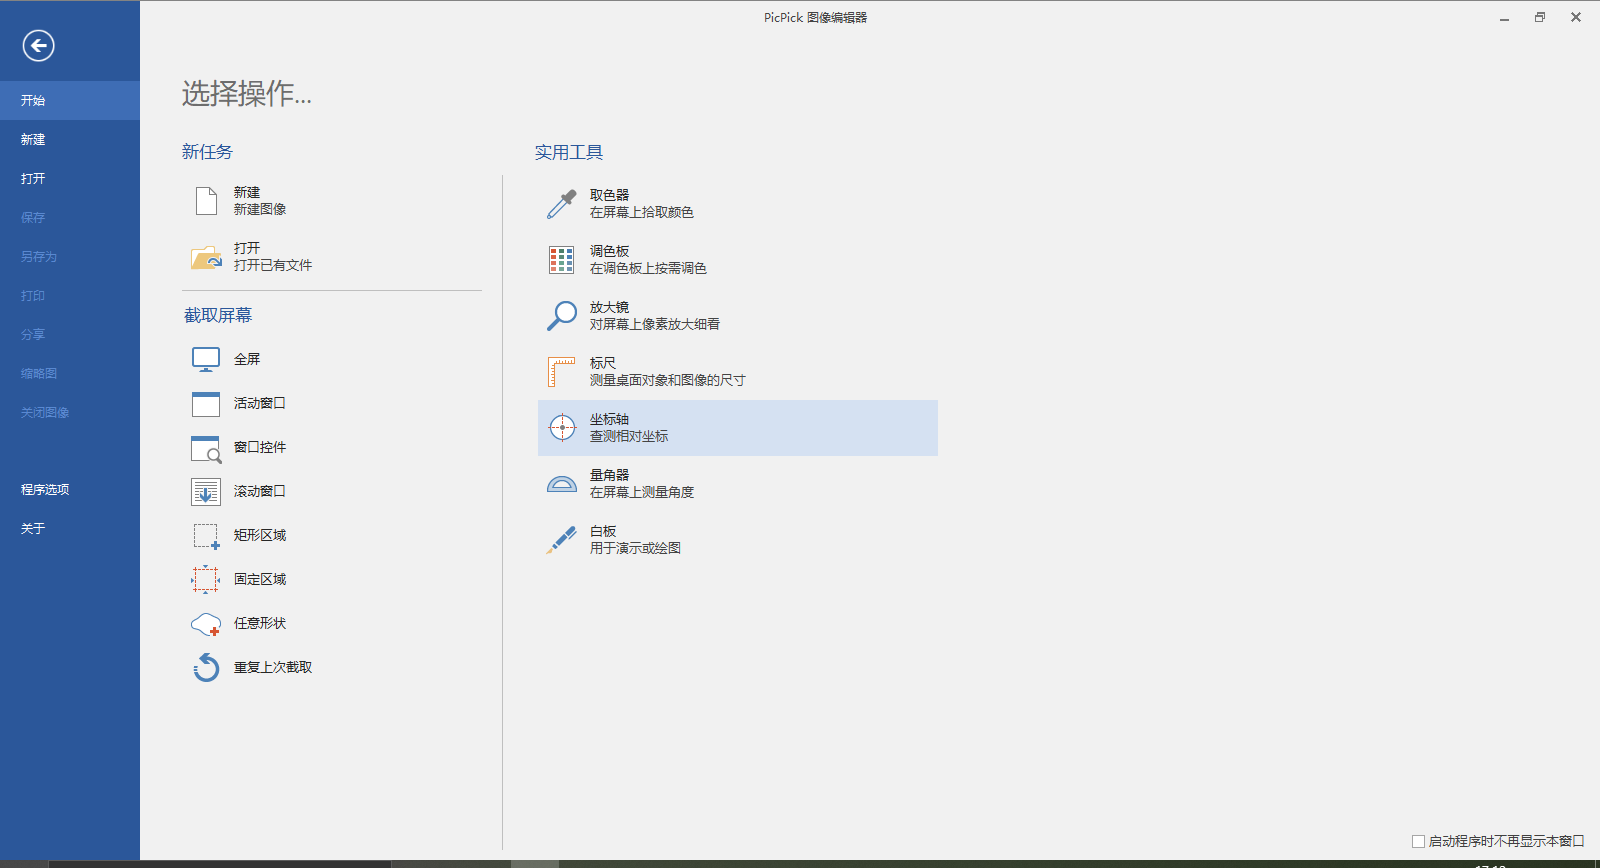 PicPick 图像编辑器
开始
新建
打开
保存
另存为
打印
分享
缩略图
关闭图像
程序选项
关于
选择操作...
新任务
新建
新建图像
打开
打开已有文件
截取屏幕
全屏
活动窗口
窗口控件
滚动窗口
矩形区域
固定区域
任意形状
重复上次截取
实用工具
取色器
在屏幕上拾取颜色
调色板
在调色板上按需调色
放大镜
对屏幕上像素放大细看
标尺
测量桌面对象和图像的尺寸
坐标轴
查测相对坐标
量角器
在屏幕上测量角度
白板
用于演示或绘图
启动程序时不再显示本窗口